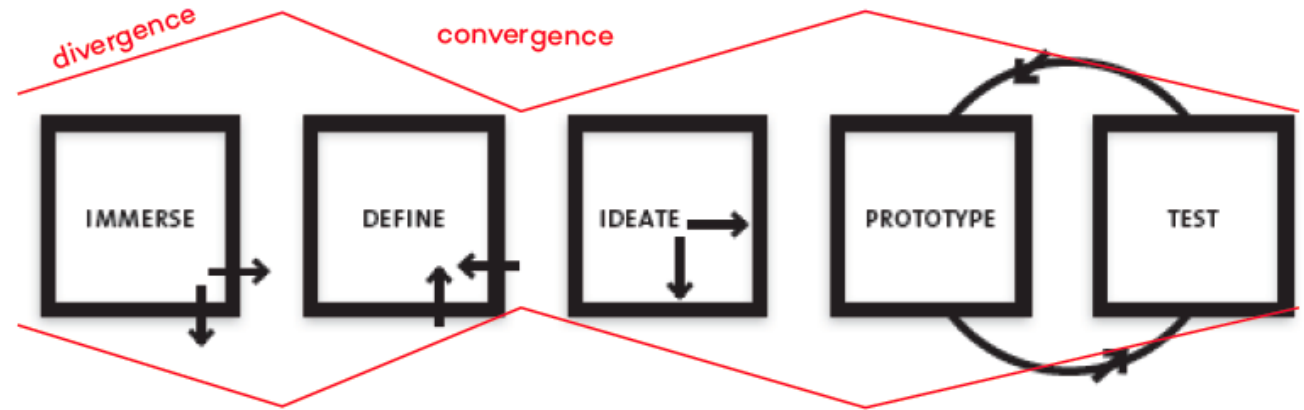 divergence
convergence
IMMERSE
DEFINE
IDEATE
PROTOTYPE
TEST